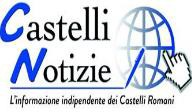 Castelli
Notizie
L'informazione indipendente dei Castelli Romani